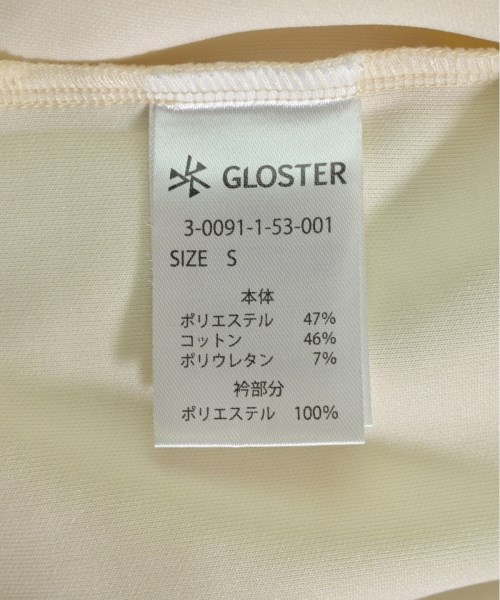 GLOSTER
3-0091-1-53-001
SIZE S
本体
ポリエステル 47%
コットン 46%
ポリウレタン 7%
衿部分
ポリエステル 100%